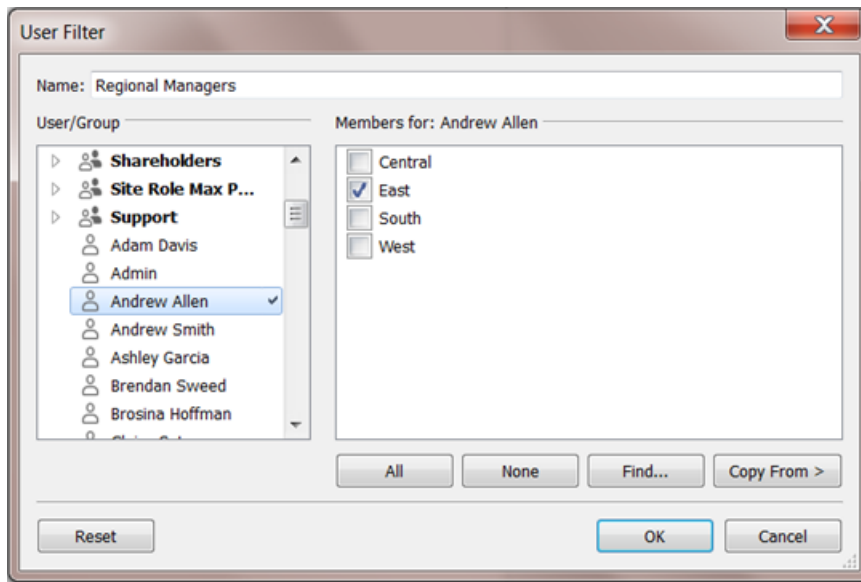 User Filter
Name: Regional Managers
User/Group
Members for: Andrew Allen
Shareholders
Site Role Max P...
Support
Adam Davis
Admin
Andrew Allen
Andrew Smith
Ashley Garcia
Brendan Sweed
Brosina Hoffman
Central
East
South
West
All
None
Find...
Copy From >
Reset
OK
Cancel